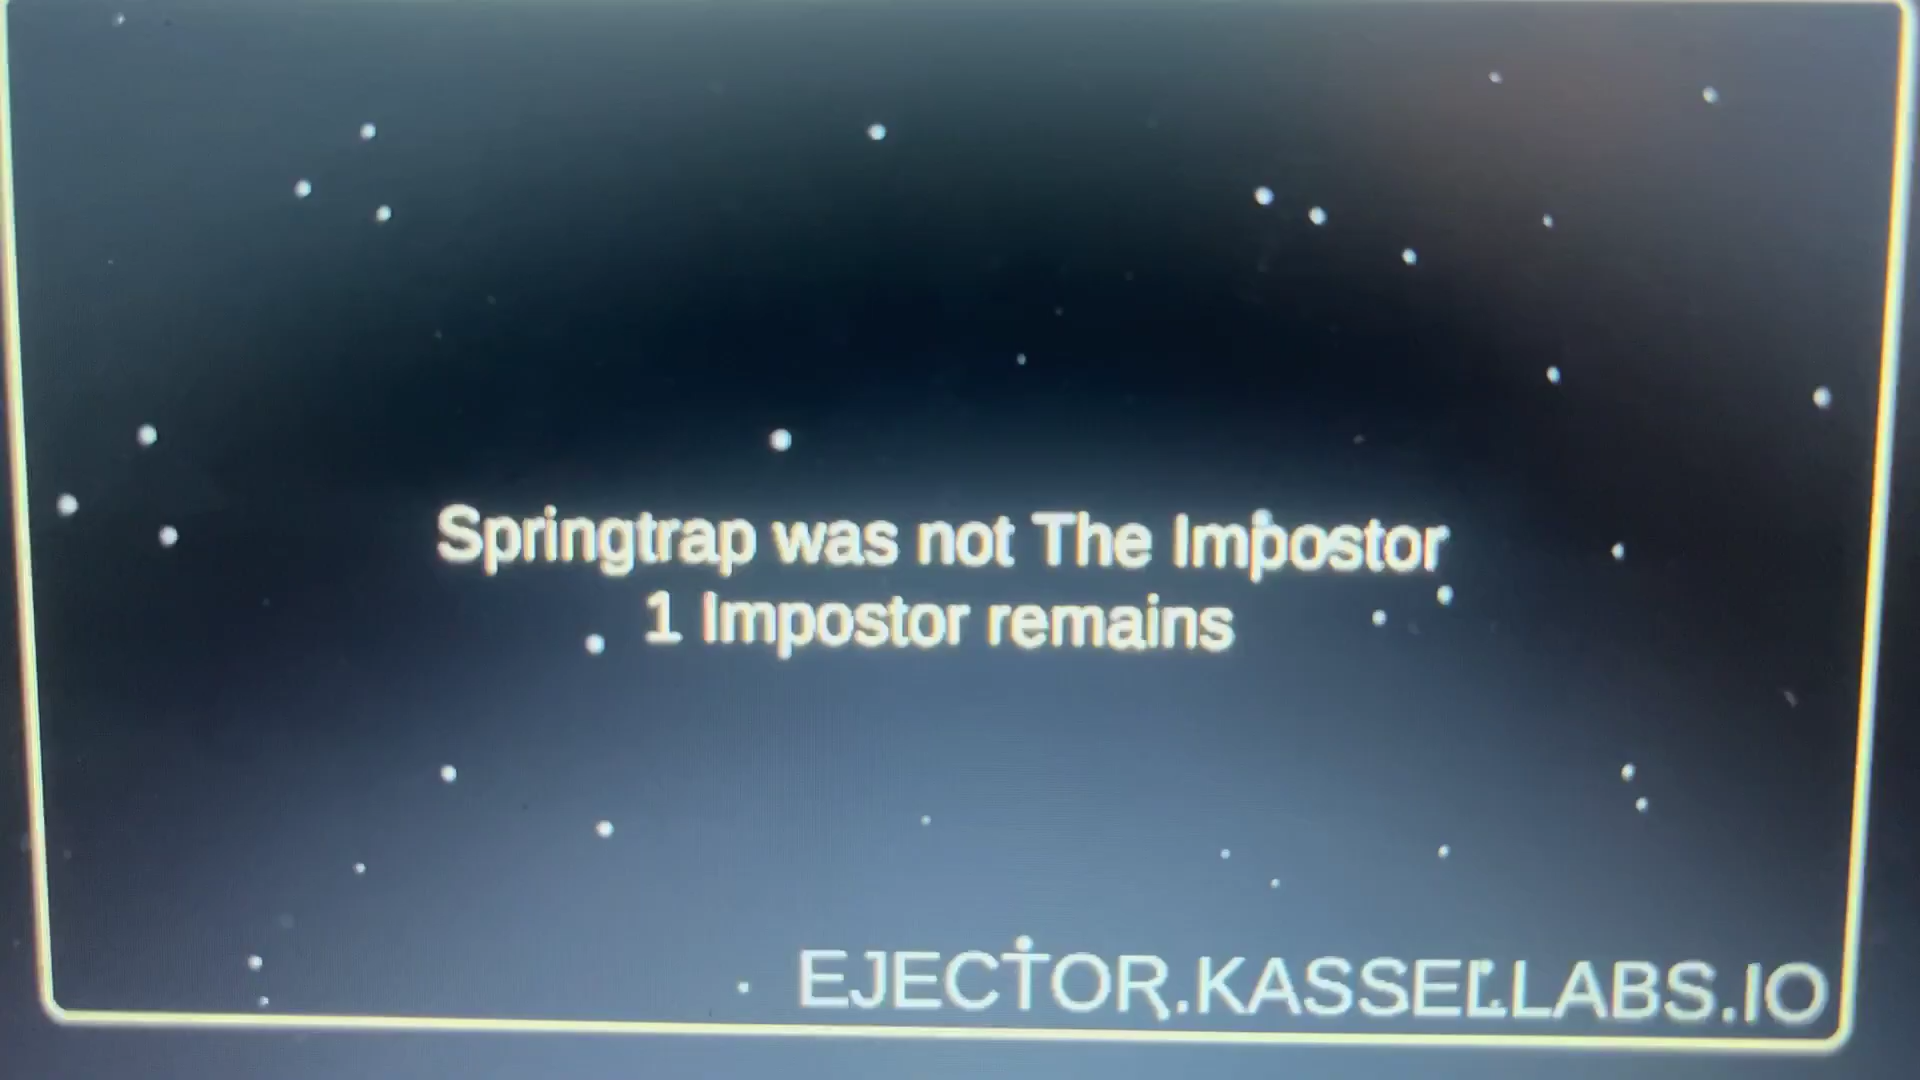 Springtrap was not The Impostor
1 Impostor remains
EJECTOR.KASSELLABS.IO